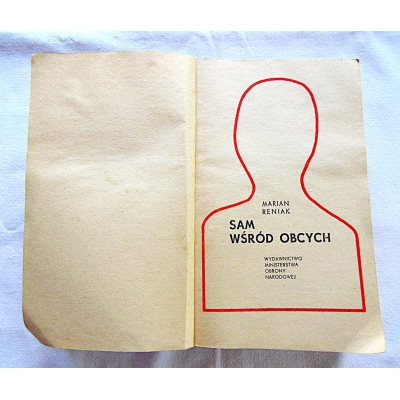 MARIAN
RENIAK
SAM
WŚRÓD OBCYCH
WYDAWNICTWO
MINISTERSTWA
OBRONY
NARODOWEJ